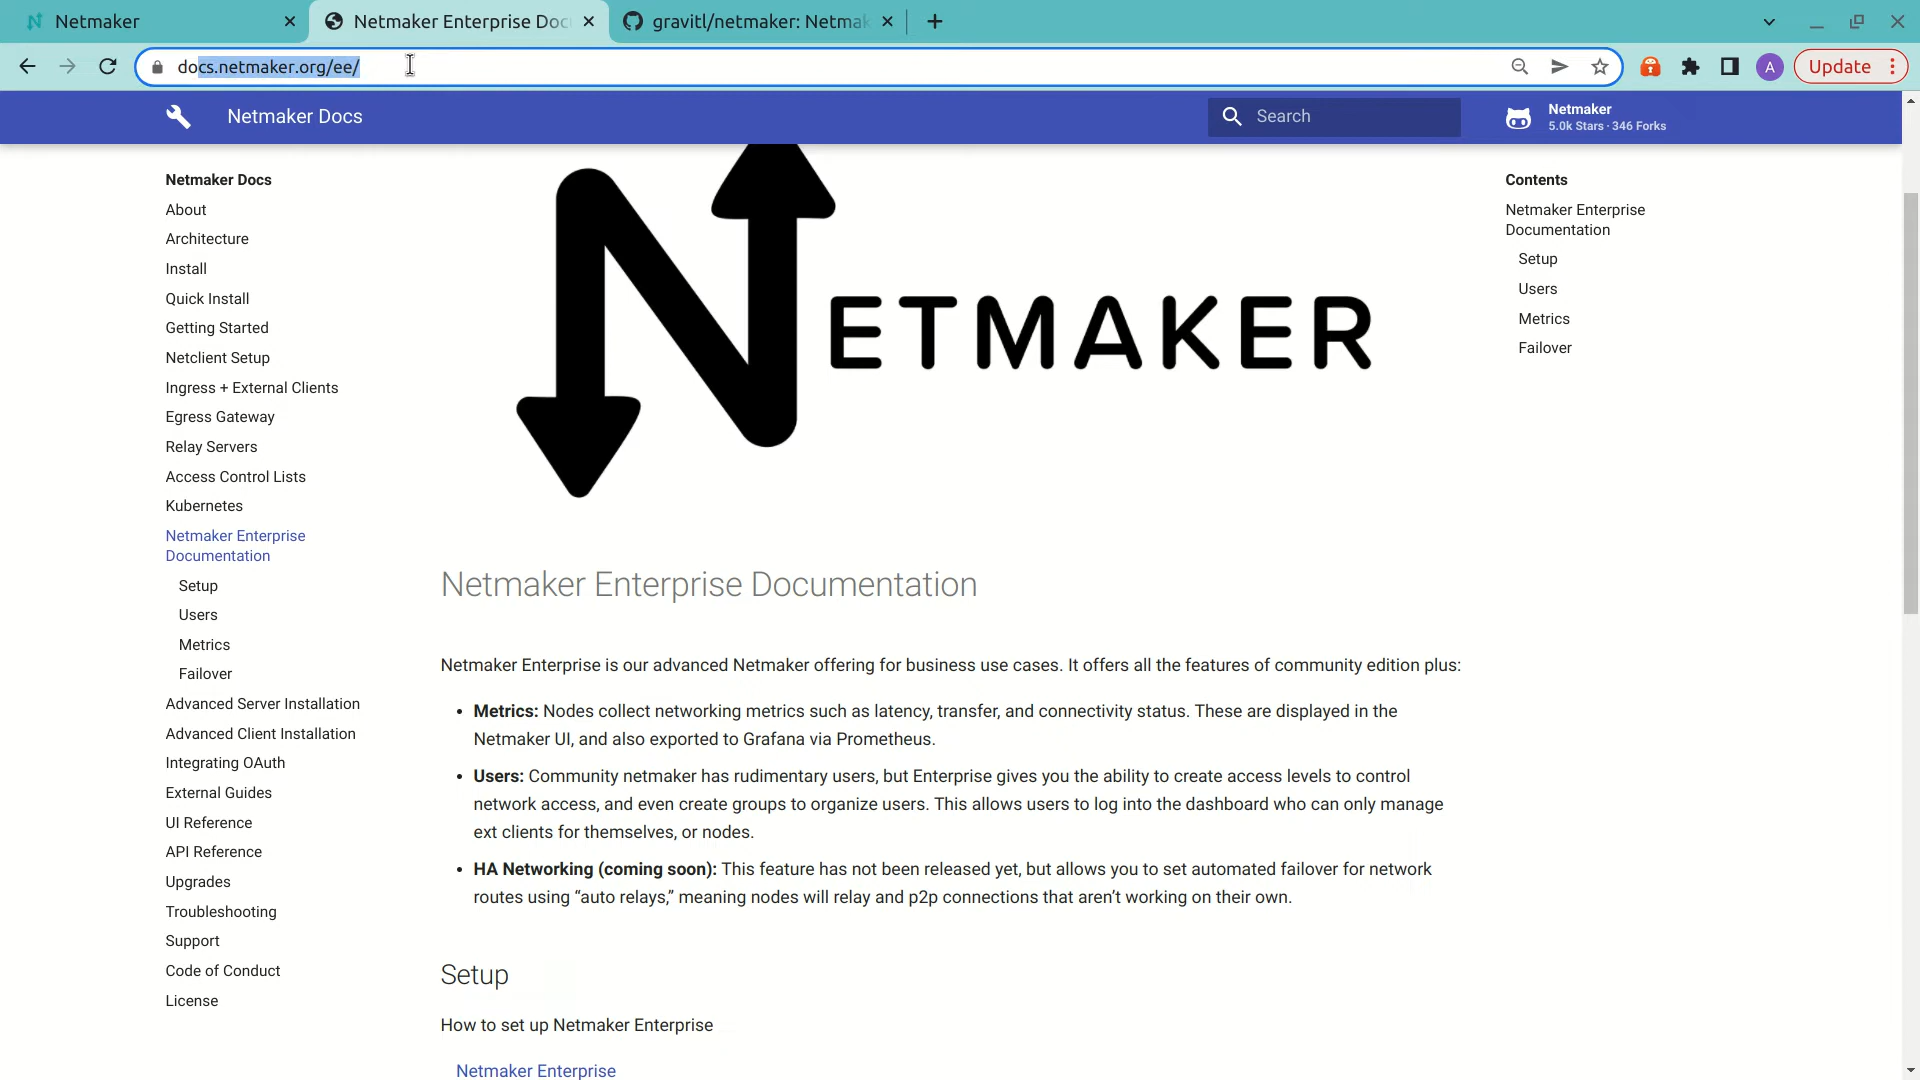 Netmaker
Netmaker Enterprise Doc
gravitl/netmaker: Netmak
docs.netmaker.org/ee/
A
Update
Netmaker Docs
Search
Netmaker
5.0k Stars · 346 Forks
Netmaker Docs
About
Architecture
Install
Quick Install
Getting Started
Netclient Setup
Ingress + External Clients
Egress Gateway
Relay Servers
Access Control Lists
Kubernetes
Netmaker Enterprise
Documentation
Setup
Users
Metrics
Failover
Advanced Server Installation
Advanced Client Installation
Integrating OAuth
External Guides
UI Reference
API Reference
Upgrades
Troubleshooting
Support
Code of Conduct
License
NETMAKER
Netmaker Enterprise Documentation
Netmaker Enterprise is our advanced Netmaker offering for business use cases. It offers all the features of community edition plus:
• Metrics: Nodes collect networking metrics such as latency, transfer, and connectivity status. These are displayed in the
Netmaker UI, and also exported to Grafana via Prometheus.
• Users: Community netmaker has rudimentary users, but Enterprise gives you the ability to create access levels to control
network access, and even create groups to organize users. This allows users to log into the dashboard who can only manage
ext clients for themselves, or nodes.
• HA Networking (coming soon): This feature has not been released yet, but allows you to set automated failover for network
routes using “auto relays,” meaning nodes will relay and p2p connections that aren’t working on their own.
Setup
How to set up Netmaker Enterprise
Netmaker Enterprise
Contents
Netmaker Enterprise
Documentation
Setup
Users
Metrics
Failover